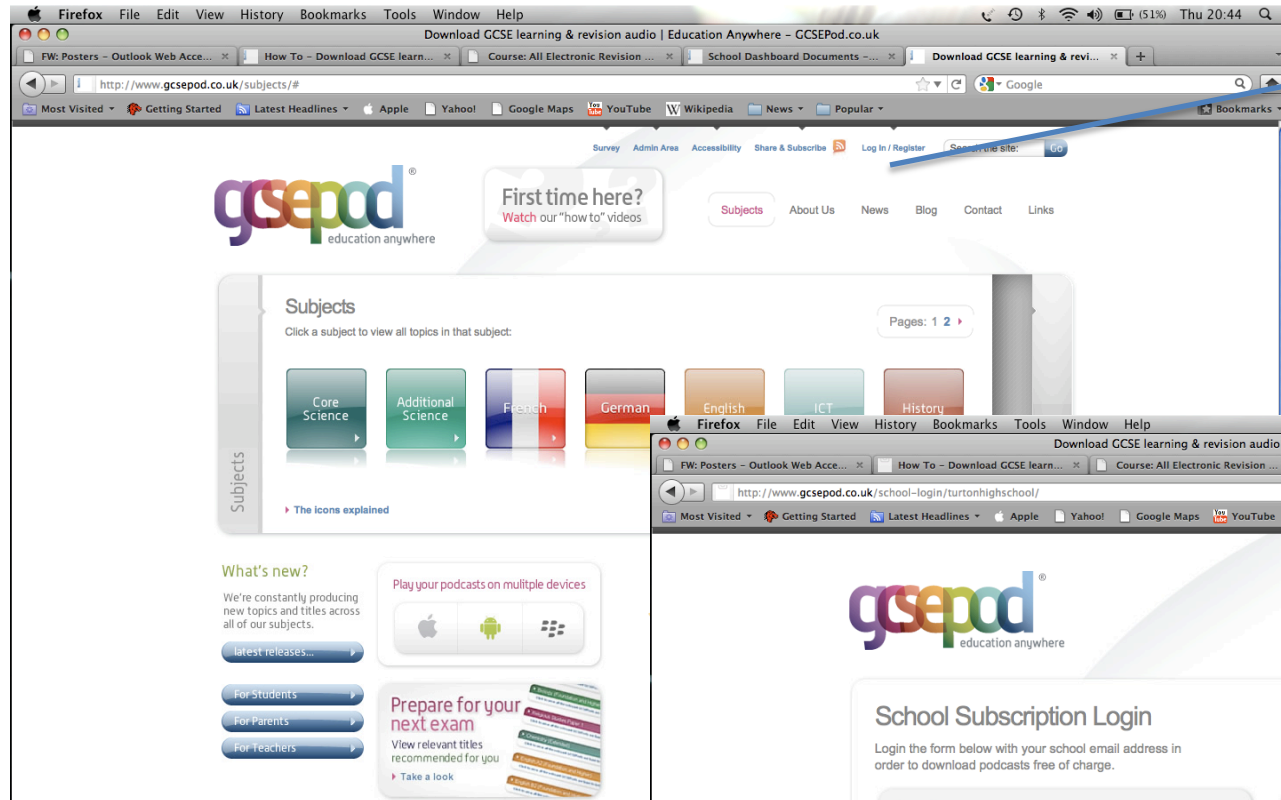 Firefox File Edit View History Bookmarks Tools Window Help (51%) Thu 20:44
Download GCSE learning & revision audio | Education Anywhere – GCSEPod.co.uk
FW: Posters – Outlook Web Acce... × How To – Download GCSE learn... × Course: All Electronic Revision ... × School Dashboard Documents –... × Download GCSE learning & revi... × +
http://www.gcsepod.co.uk/subjects/# Google
Most Visited Getting Started Latest Headlines Apple Yahoo! Google Maps YouTube Wikipedia News Popular Bookmarks
Survey Admin Area Accessibility Share & Subscribe Log In / Register Search the site: Go
gcsepod®
education anywhere
First time here?
Watch our "how to" videos
Subjects About Us News Blog Contact Links
Subjects
Subjects
Click a subject to view all topics in that subject:
Pages: 1 2
Core Science
Additional Science
French
German
English
ICT
History
The icons explained
What's new?
We're constantly producing
new topics and titles across
all of our subjects.
latest releases...
For Students
For Parents
For Teachers
Play your podcasts on mulitple devices
Prepare for your
next exam
View relevant titles
recommended for you
Take a look
Firefox File Edit View History Bookmarks Tools Window Help
Download GCSE learning & revision audio
FW: Posters – Outlook Web Acce... × How To – Download GCSE learn... × Course: All Electronic Revision ...
http://www.gcsepod.co.uk/school-login/turtonhighschool/
Most Visited Getting Started Latest Headlines Apple Yahoo! Google Maps YouTube
gcsepod®
education anywhere
School Subscription Login
Login the form below with your school email address in
order to download podcasts free of charge.